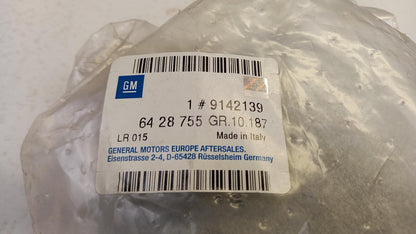 GM
1 # 9142139
64 28 755 GR.10.187
LR 015 Made in Italy
GENERAL MOTORS EUROPE AFTERSALES.
Eisenstrasse 2-4, D-65428 Rüsselsheim Germany